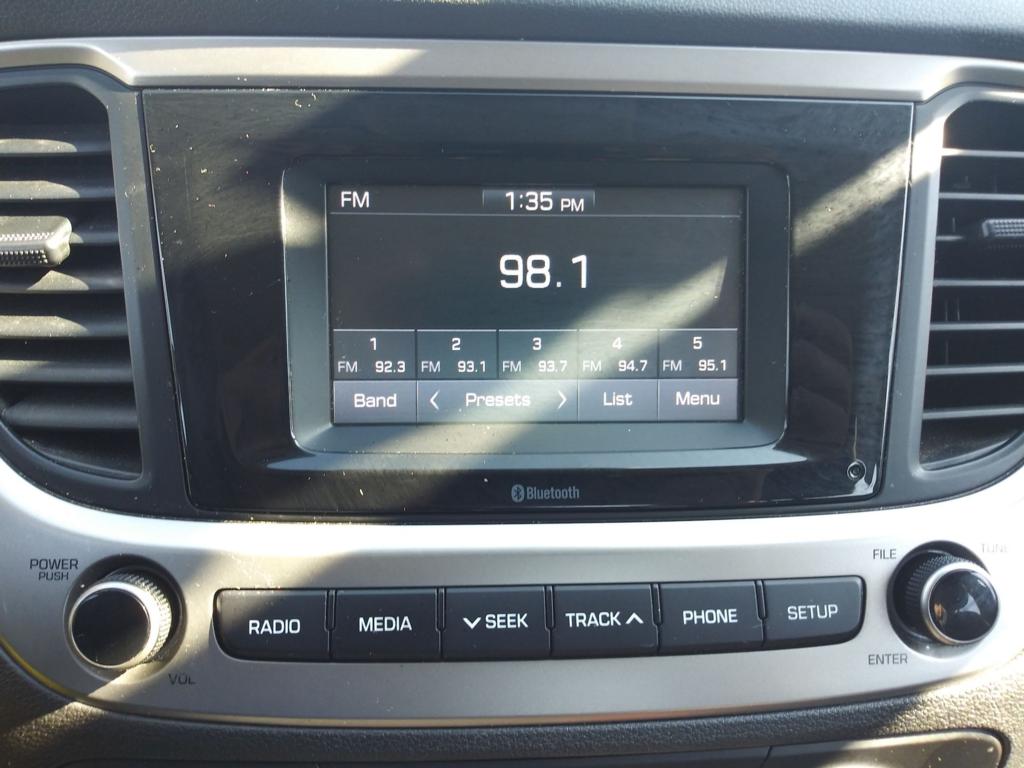 FM 1:35 PM
98.1
1 2 3 4 5
FM 92.3 FM 93.1 FM 93.7 FM 94.7 FM 95.1
Band < Presets > List Menu
Bluetooth
POWER
PUSH
VOL
RADIO MEDIA SEEK TRACK PHONE SETUP
FILE TUNE
ENTER